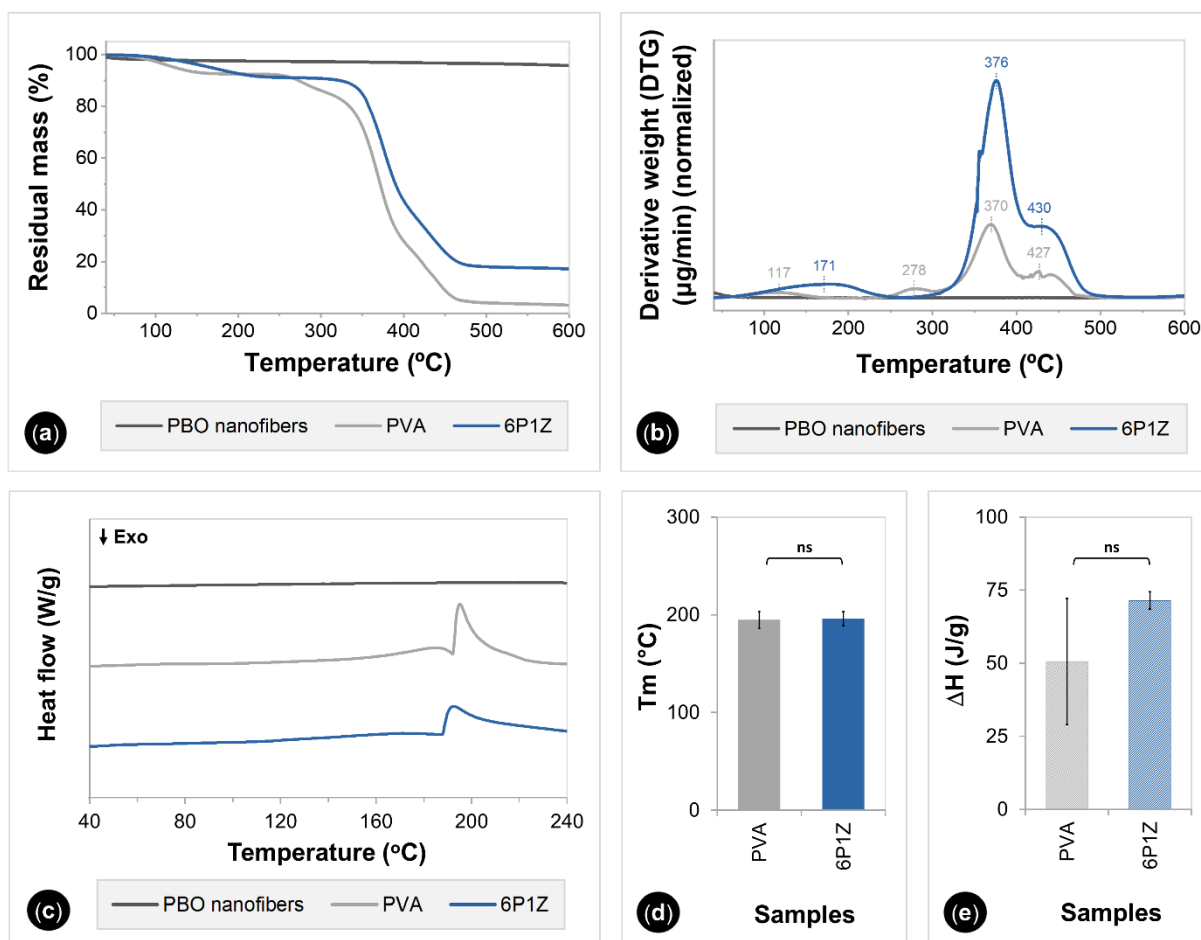 Residual mass (%)
100
80
60
40
20
0
100 200 300 400 500 600
Temperature (ºC)
(a)
PBO nanofibers PVA 6P1Z
Derivative weight (DTG)
(µg/min) (normalized)
376
370
430
427
117
171
278
100 200 300 400 500 600
Temperature (ºC)
(b)
PBO nanofibers PVA 6P1Z
↓ Exo
Heat flow (W/g)
40 80 120 160 200 240
Temperature (ºC)
(c)
PBO nanofibers PVA 6P1Z
Tm (°C)
300
200
100
0
ns
PVA 6P1Z
(d)
Samples
ΔH (J/g)
100
75
50
25
0
ns
PVA 6P1Z
(e)
Samples